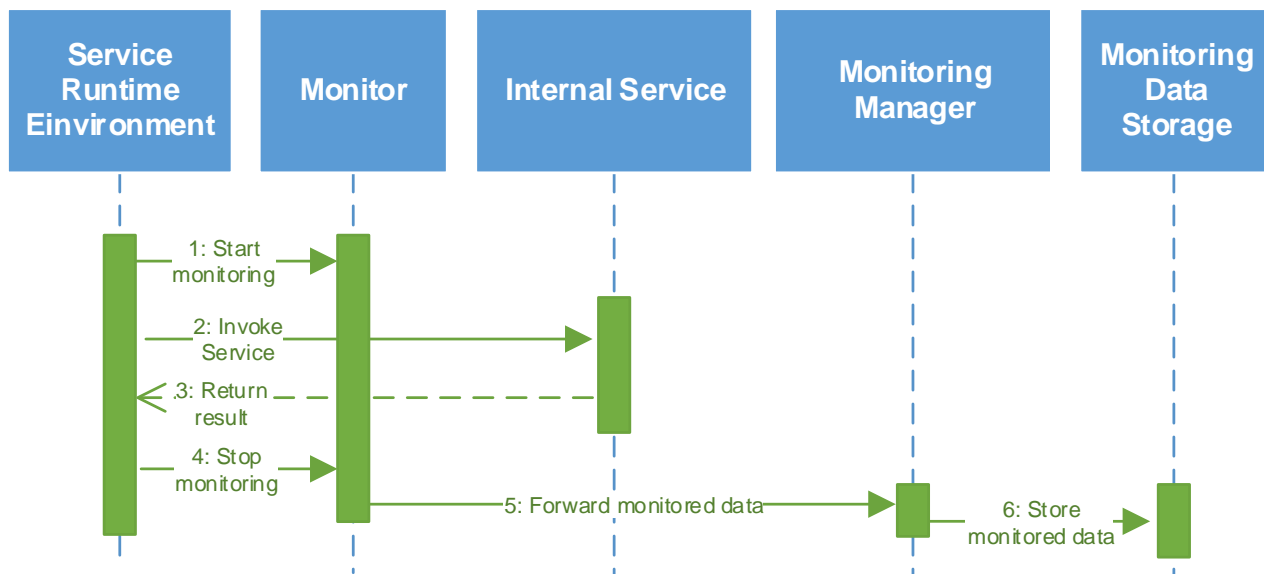 Service
Runtime
Einvironment
Monitor
Internal Service
Monitoring
Manager
Monitoring
Data
Storage
1: Start
monitoring
2: Invoke
Service
3: Return
result
4: Stop
monitoring
5: Forward monitored data
6: Store
monitored data